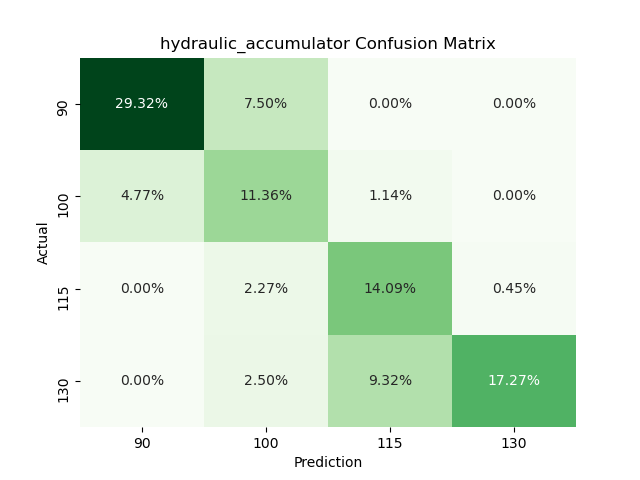 hydraulic_accumulator Confusion Matrix
90 29.32% 7.50% 0.00% 0.00%
100 4.77% 11.36% 1.14% 0.00%
Actual
115 0.00% 2.27% 14.09% 0.45%
130 0.00% 2.50% 9.32% 17.27%
90 100 115 130
Prediction